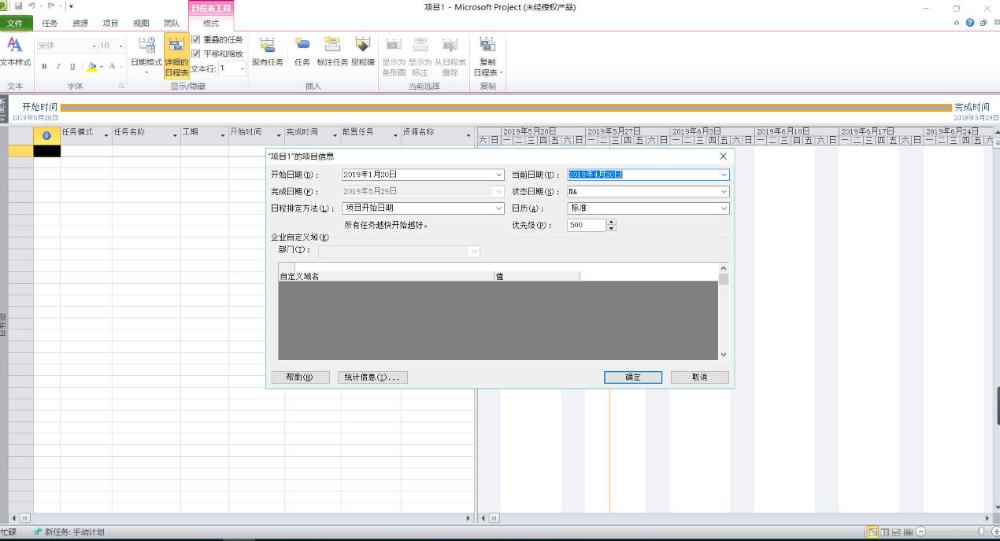 项目1 - Microsoft Project (未经授权产品)
日程表工具
文件 任务 资源 项目 视图 团队 格式
文本样式
宋体 10
B I U A
日期格式
详细的日程表
重叠的任务
平移和缩放
文本行: 1
现有任务
任务
标注任务
里程碑
显示为条形图
显示为标注
从日程表删除
复制日程表
文本 字体 显示/隐藏 插入 当前选择 复制
开始时间
2019年5月29日
完成时间
2019年5月29日
任务模式 任务名称 工期 开始时间 完成时间 前置任务 资源名称
2019年5月20日 2019年5月27日 2019年6月3日 2019年6月10日 2019年6月17日 2019年6月24日
六 日 一 二 三 四 五 六 日 一 二 三 四 五 六 日 一 二 三 四 五 六 日 一 二 三 四 五 六 日 一 二 三 四 五 六 日 一 二 三 四 五 六
“项目1”的项目信息
开始日期(D): 2019年1月20日 当前日期(U): 2019年4月20日
完成日期(F): 2019年5月29日 状态日期(S): NA
日程排定方法(L): 项目开始日期 日历(A): 标准
所有任务越快开始越好。 优先级(P): 500
企业自定义域(E)
部门(T):
自定义域名 值
帮助(H) 统计信息(I)... 确定 取消
忙碌 新任务: 手动计划